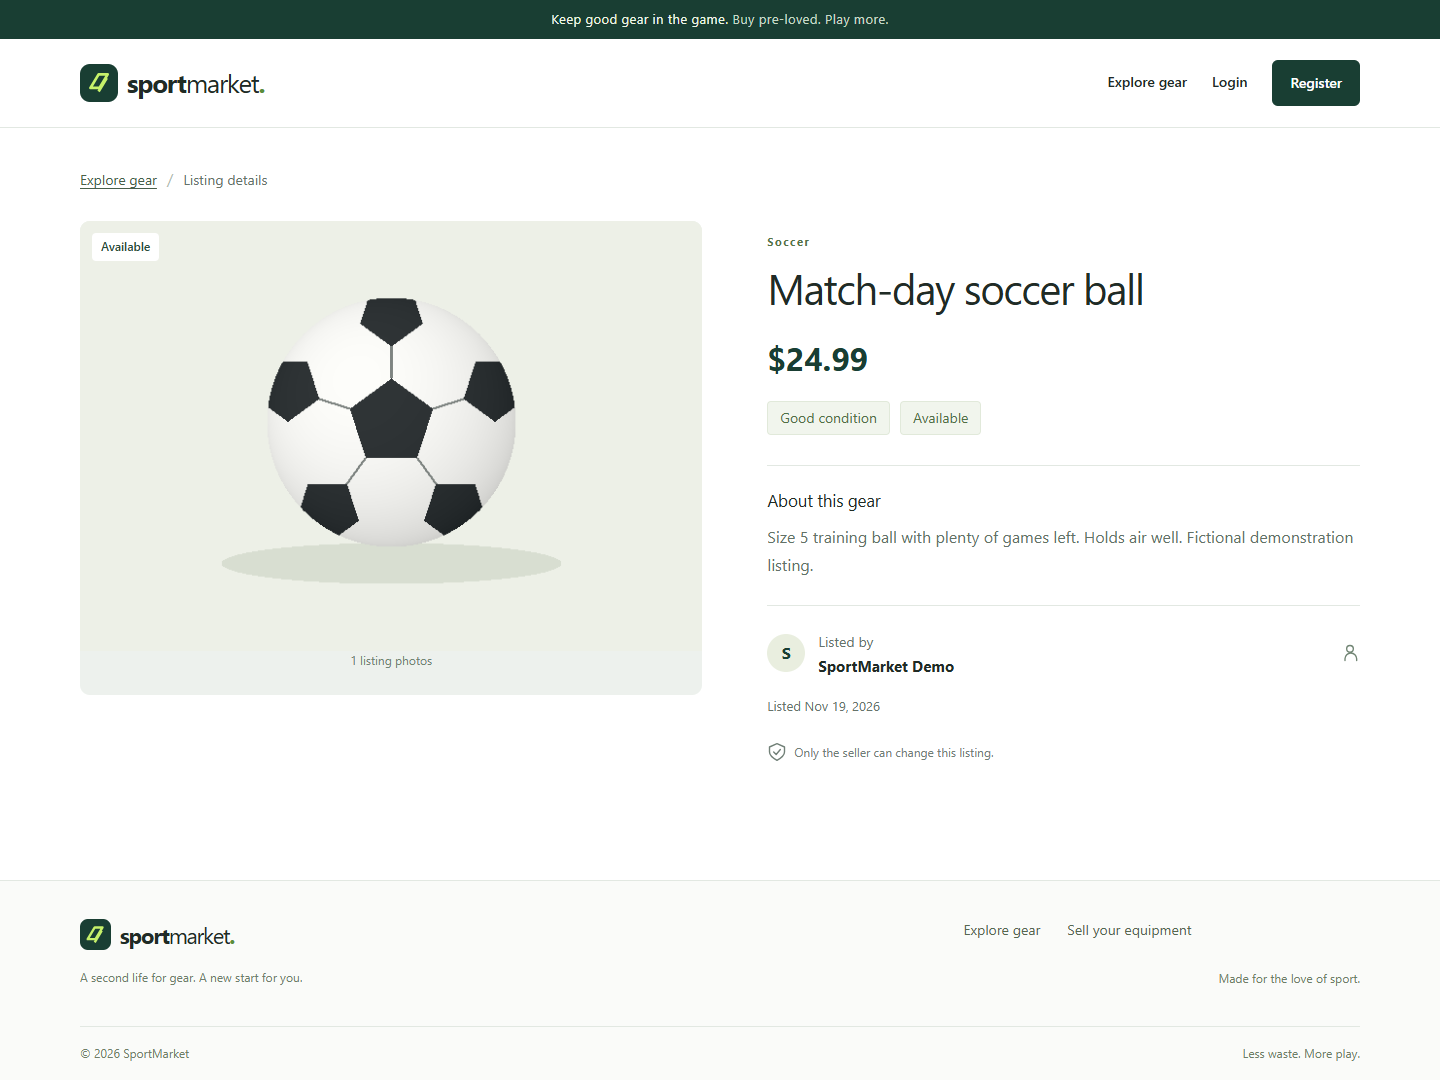 Keep good gear in the game. Buy pre-loved. Play more.
sportmarket.
Explore gear Login Register
Explore gear / Listing details
Available
1 listing photos
Soccer
Match-day soccer ball
$24.99
Good condition Available
About this gear
Size 5 training ball with plenty of games left. Holds air well. Fictional demonstration
listing.
S
Listed by
SportMarket Demo
Listed Nov 19, 2026
Only the seller can change this listing.
sportmarket.
Explore gear Sell your equipment
A second life for gear. A new start for you.
Made for the love of sport.
© 2026 SportMarket
Less waste. More play.